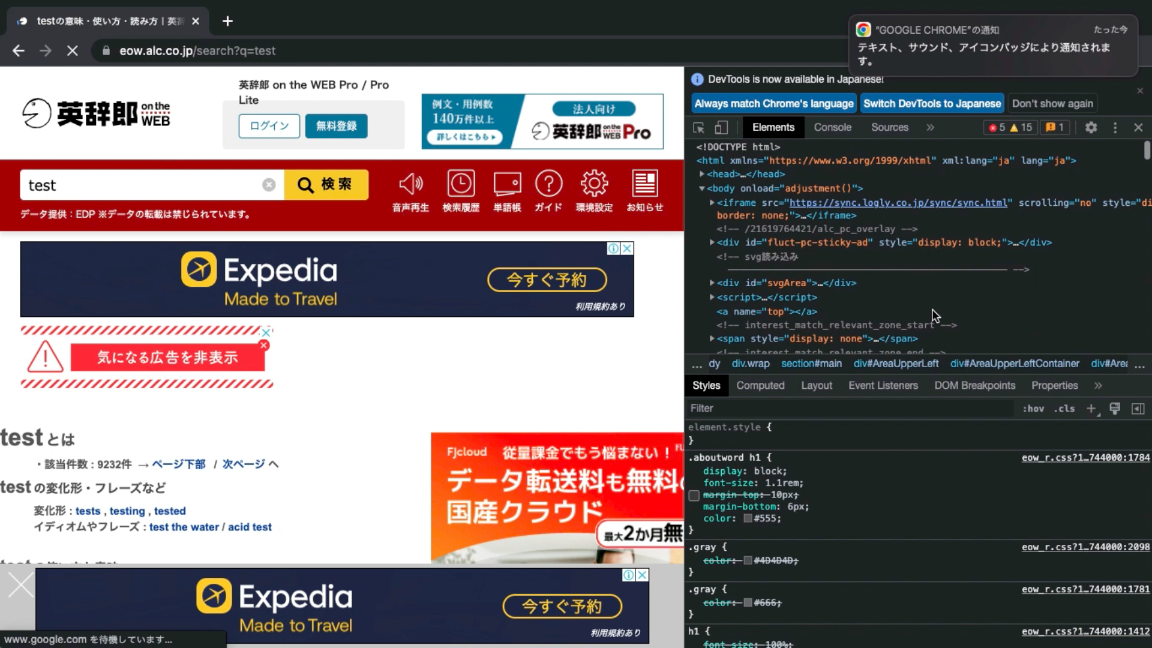 testの意味・使い方・読み方 | 英辞
"GOOGLE CHROME"の通知
たった今
テキスト、サウンド、アイコンバッジにより通知されます。
eow.alc.co.jp/search?q=test
英辞郎 on the WEB
英辞郎 on the WEB Pro / Pro Lite
ログイン
無料登録
例文・用例数
140万件以上
詳しくはこちら
法人向け
英辞郎 on the WEB Pro
test
検索
音声再生
検索履歴
単語帳
ガイド
環境設定
お知らせ
データ提供：EDP ※データの転載は禁じられています。
Expedia
Made to Travel
今すぐ予約
利用規約あり
気になる広告を非表示
test とは
・該当件数 : 9232件 → ページ下部 / 次ページ へ
test の変化形・フレーズなど
変化形 : tests , testing , tested
イディオムやフレーズ : test the water / acid test
Fjcloud 従量課金でもう悩まない！
データ転送料も無料の
国産クラウド
最大2か月無
Expedia
Made to Travel
今すぐ予約
利用規約あり
www.google.com を待機しています...
DevTools is now available in Japanese!
Always match Chrome's language
Switch DevTools to Japanese
Don't show again
Elements
Console
Sources
»
5
15
1
<!DOCTYPE html>
<html xmlns="https://www.w3.org/1999/xhtml" xml:lang="ja" lang="ja">
<head>…</head>
<body onload="adjustment()">
<iframe src="https://sync.logly.co.jp/sync/sync.html" scrolling="no" style="di
border: none;">…</iframe>
<!-- /21619764421/alc_pc_overlay -->
<div id="fluct-pc-sticky-ad" style="display: block;">…</div>
<!-- svg読み込み
-->
<div id="svgArea">…</div>
<script>…</script>
<a name="top"></a>
<!-- interest_match_relevant_zone_start -->
<span style="display: none">…</span>
<!-- interest_match_relevant_zone_end -->
… dy div.wrap section#main div#AreaUpperLeft div#AreaUpperLeftContainer div#Area …
Styles
Computed
Layout
Event Listeners
DOM Breakpoints
Properties
»
Filter
:hov
.cls
element.style {
}
.aboutword h1 {
eow_r.css?1…744000:1784
display: block;
font-size: 1.1rem;
margin-top: 10px;
margin-bottom: 6px;
color: #555;
}
.gray {
eow_r.css?1…744000:2098
color: #4D4D4D;
}
.gray {
eow_r.css?1…744000:1781
color: #666;
}
h1 {
eow_r.css?1…744000:1412
font-size: 100%;